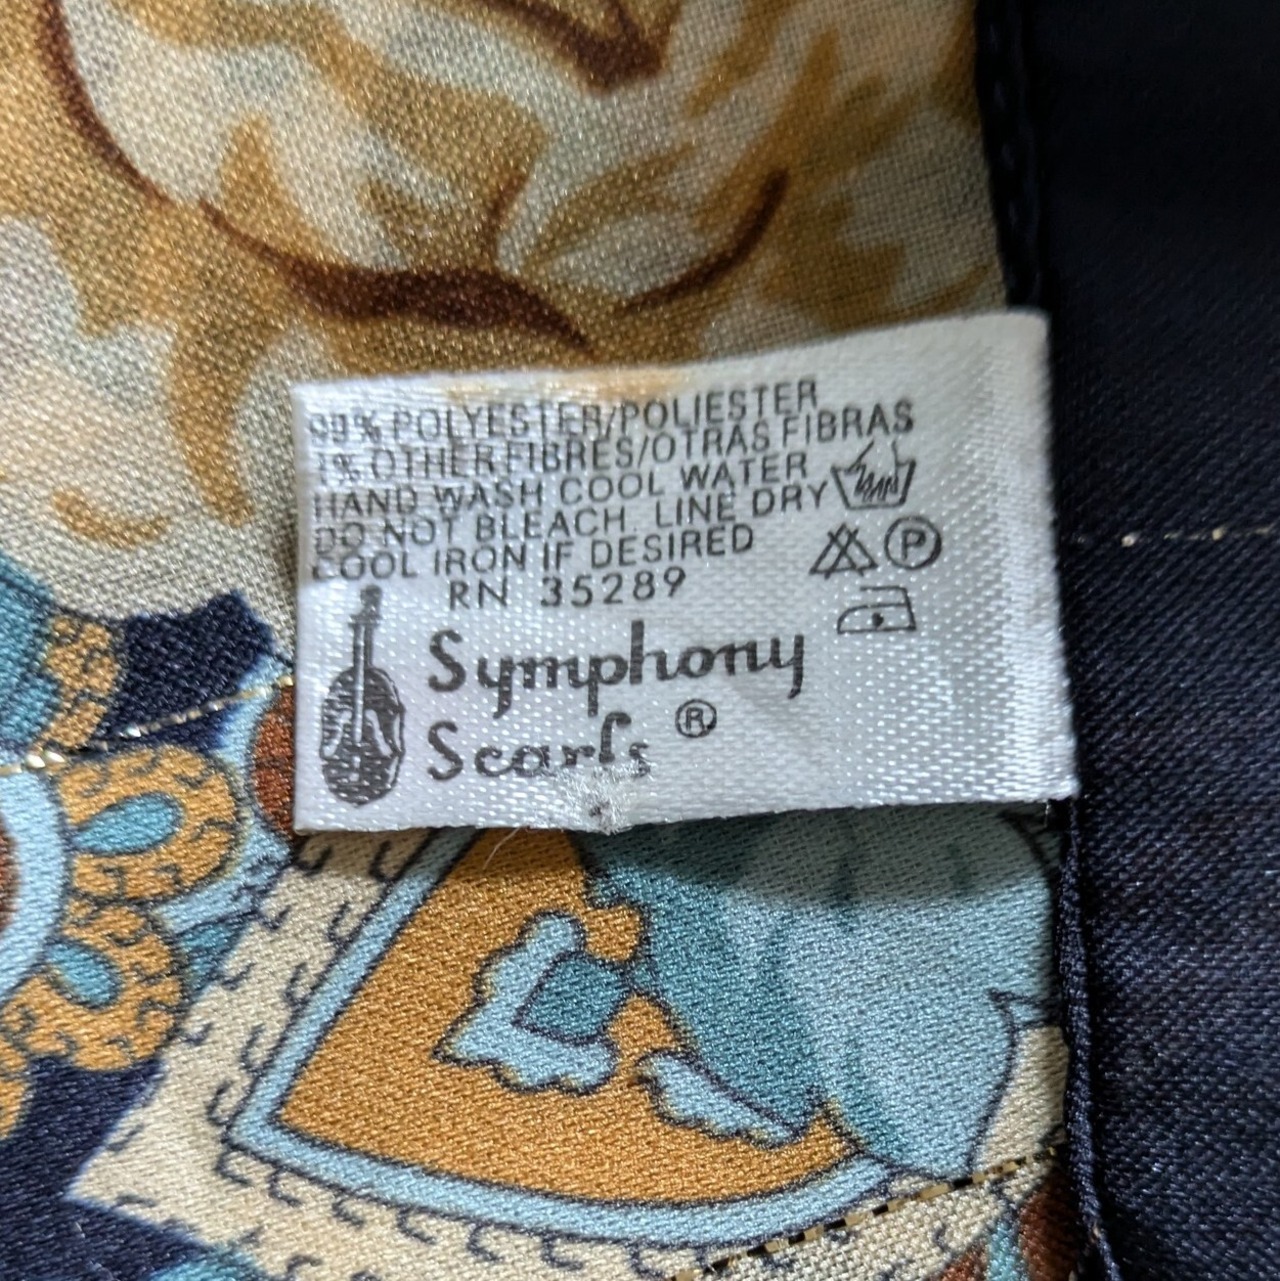 99% POLYESTER/POLIESTER
1% OTHER FIBRES/OTRAS FIBRAS
HAND WASH COOL WATER
DO NOT BLEACH. LINE DRY
COOL IRON IF DESIRED
P
RN 35289
Symphony
Scarfs ®